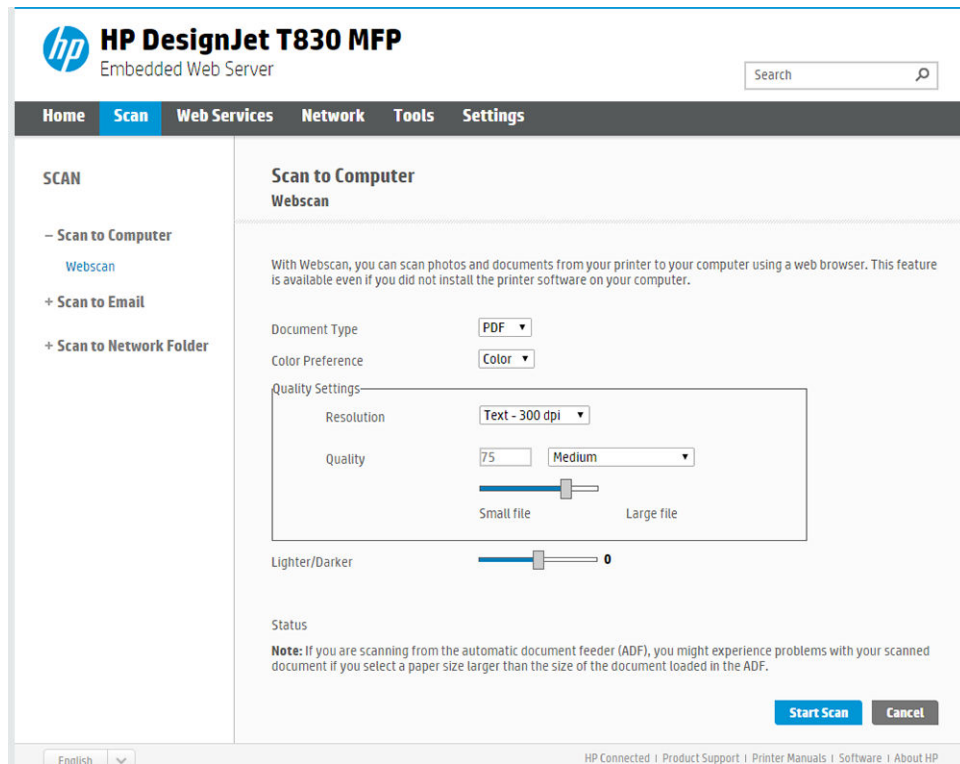 hp
HP DesignJet T830 MFP
Embedded Web Server
Search
Home Scan Web Services Network Tools Settings
SCAN
– Scan to Computer
Webscan
+ Scan to Email
+ Scan to Network Folder
Scan to Computer
Webscan
With Webscan, you can scan photos and documents from your printer to your computer using a web browser. This feature
is available even if you did not install the printer software on your computer.
Document Type PDF
Color Preference Color
Quality Settings
Resolution Text - 300 dpi
Quality 75 Medium
Small file Large file
Lighter/Darker 0
Status
Note: If you are scanning from the automatic document feeder (ADF), you might experience problems with your scanned
document if you select a paper size larger than the size of the document loaded in the ADF.
Start Scan Cancel
English
HP Connected | Product Support | Printer Manuals | Software | About HP